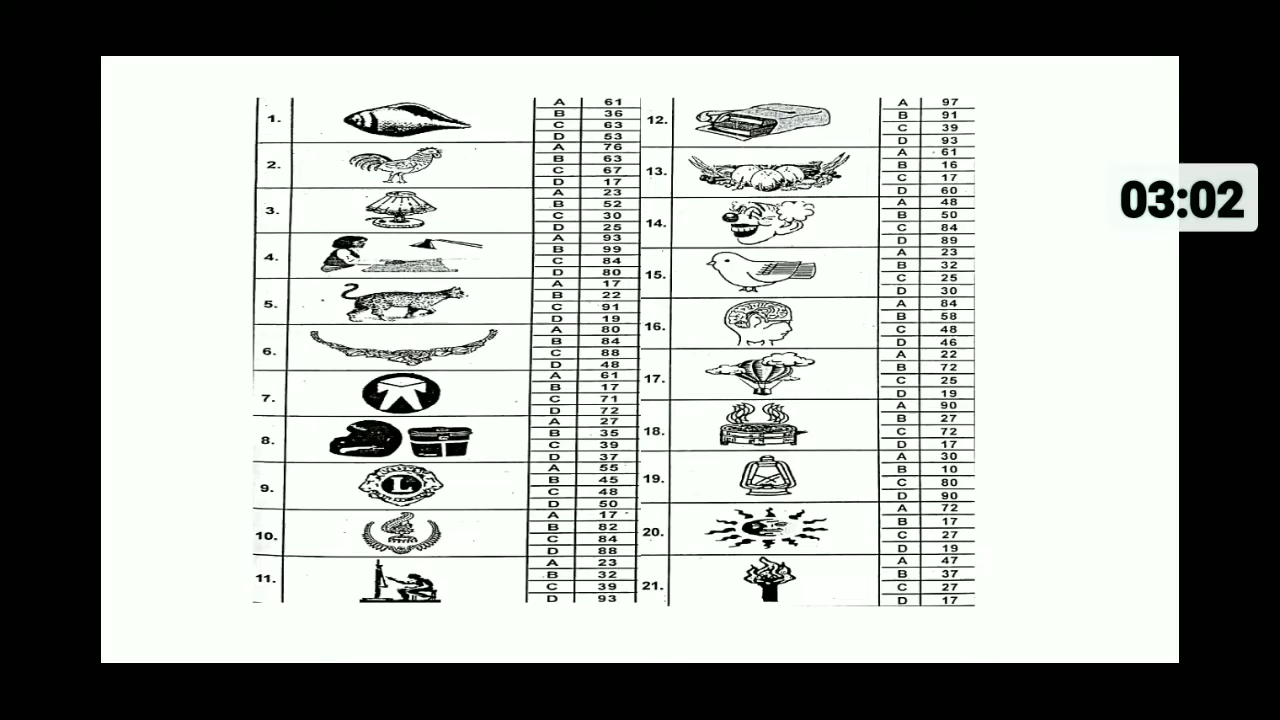 03:02
1.
A 61
B 36
C 63
D 53
2.
A 76
B 63
C 67
D 17
3.
A 23
B 52
C 30
D 25
4.
A 93
B 99
C 84
D 80
5.
A 17
B 22
C 91
D 19
6.
A 80
B 84
C 88
D 48
7.
A 61
B 17
C 71
D 72
8.
A 27
B 35
C 39
D 37
9.
L
A 55
B 45
C 48
D 50
10.
A 17
B 82
C 84
D 88
11.
A 23
B 32
C 39
D 93
12.
A 97
B 91
C 39
D 93
13.
A 61
B 16
C 17
D 60
14.
A 48
B 50
C 84
D 89
15.
A 23
B 32
C 25
D 30
16.
A 84
B 58
C 48
D 46
17.
A 22
B 72
C 25
D 19
18.
A 90
B 27
C 72
D 17
19.
A 30
B 10
C 80
D 90
20.
A 72
B 17
C 27
D 19
21.
A 47
B 37
C 27
D 17